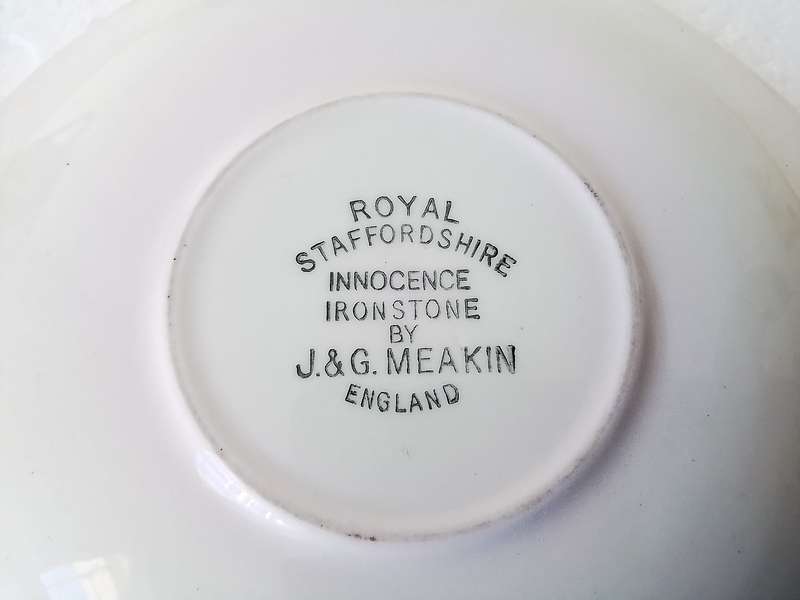 ROYAL
STAFFORDSHIRE
INNOCENCE
IRONSTONE
BY
J.&G. MEAKIN
ENGLAND